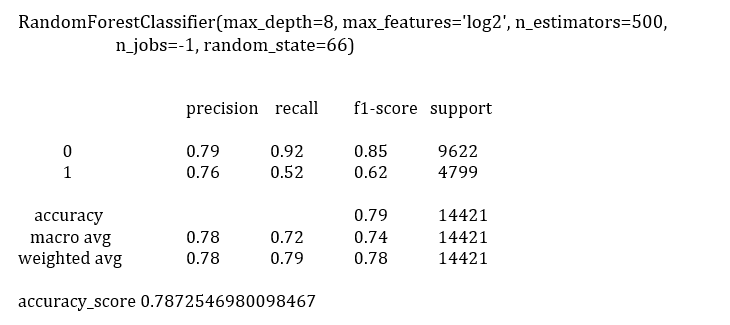 RandomForestClassifier(max_depth=8, max_features='log2', n_estimators=500,
n_jobs=-1, random_state=66)
precision recall f1-score support
0 0.79 0.92 0.85 9622
1 0.76 0.52 0.62 4799
accuracy 0.79 14421
macro avg 0.78 0.72 0.74 14421
weighted avg 0.78 0.79 0.78 14421
accuracy_score 0.7872546980098467